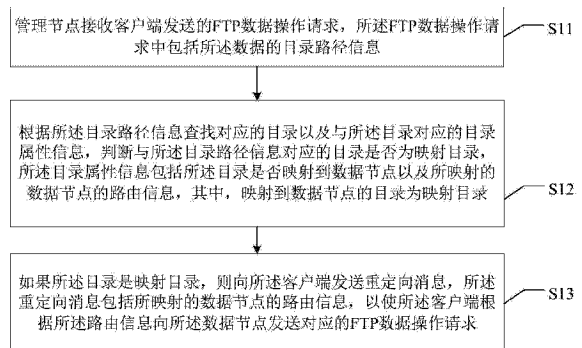 管理节点接收客户端发送的FTP数据操作请求，所述FTP数据操作请
求中包括所述数据的目录路径信息
S11
根据所述目录路径信息查找对应的目录以及与所述目录对应的目录
属性信息，判断与所述目录路径信息对应的目录是否为映射目录，
所述目录属性信息包括所述目录是否映射到数据节点以及所映射的
数据节点的路由信息，其中，映射到数据节点的目录为映射目录
S12
如果所述目录是映射目录，则向所述客户端发送重定向消息，所述
重定向消息包括所映射的数据节点的路由信息，以使所述客户端根
据所述路由信息向所述数据节点发送对应的FTP数据操作请求
S13